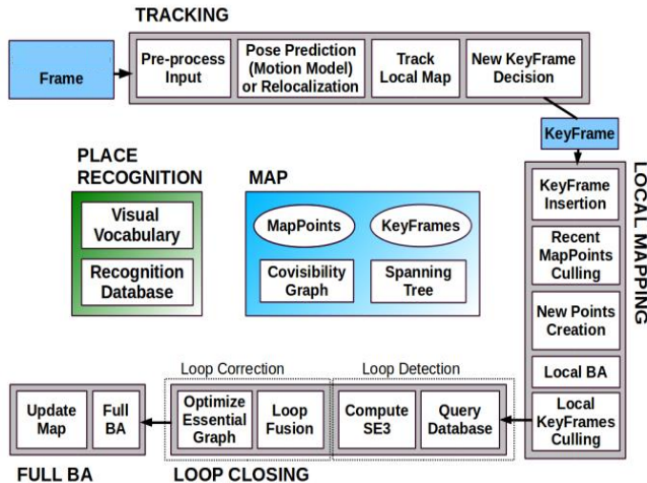 TRACKING
Frame
Pre-process
Input
Pose Prediction
(Motion Model)
or Relocalization
Track
Local Map
New KeyFrame
Decision
KeyFrame
PLACE
RECOGNITION
Visual
Vocabulary
Recognition
Database
MAP
MapPoints
KeyFrames
Covisibility
Graph
Spanning
Tree
LOCAL MAPPING
KeyFrame
Insertion
Recent
MapPoints
Culling
New Points
Creation
Local BA
Local
KeyFrames
Culling
Loop Correction
Loop Detection
Optimize
Essential
Graph
Loop
Fusion
Compute
SE3
Query
Database
LOOP CLOSING
Update
Map
Full
BA
FULL BA